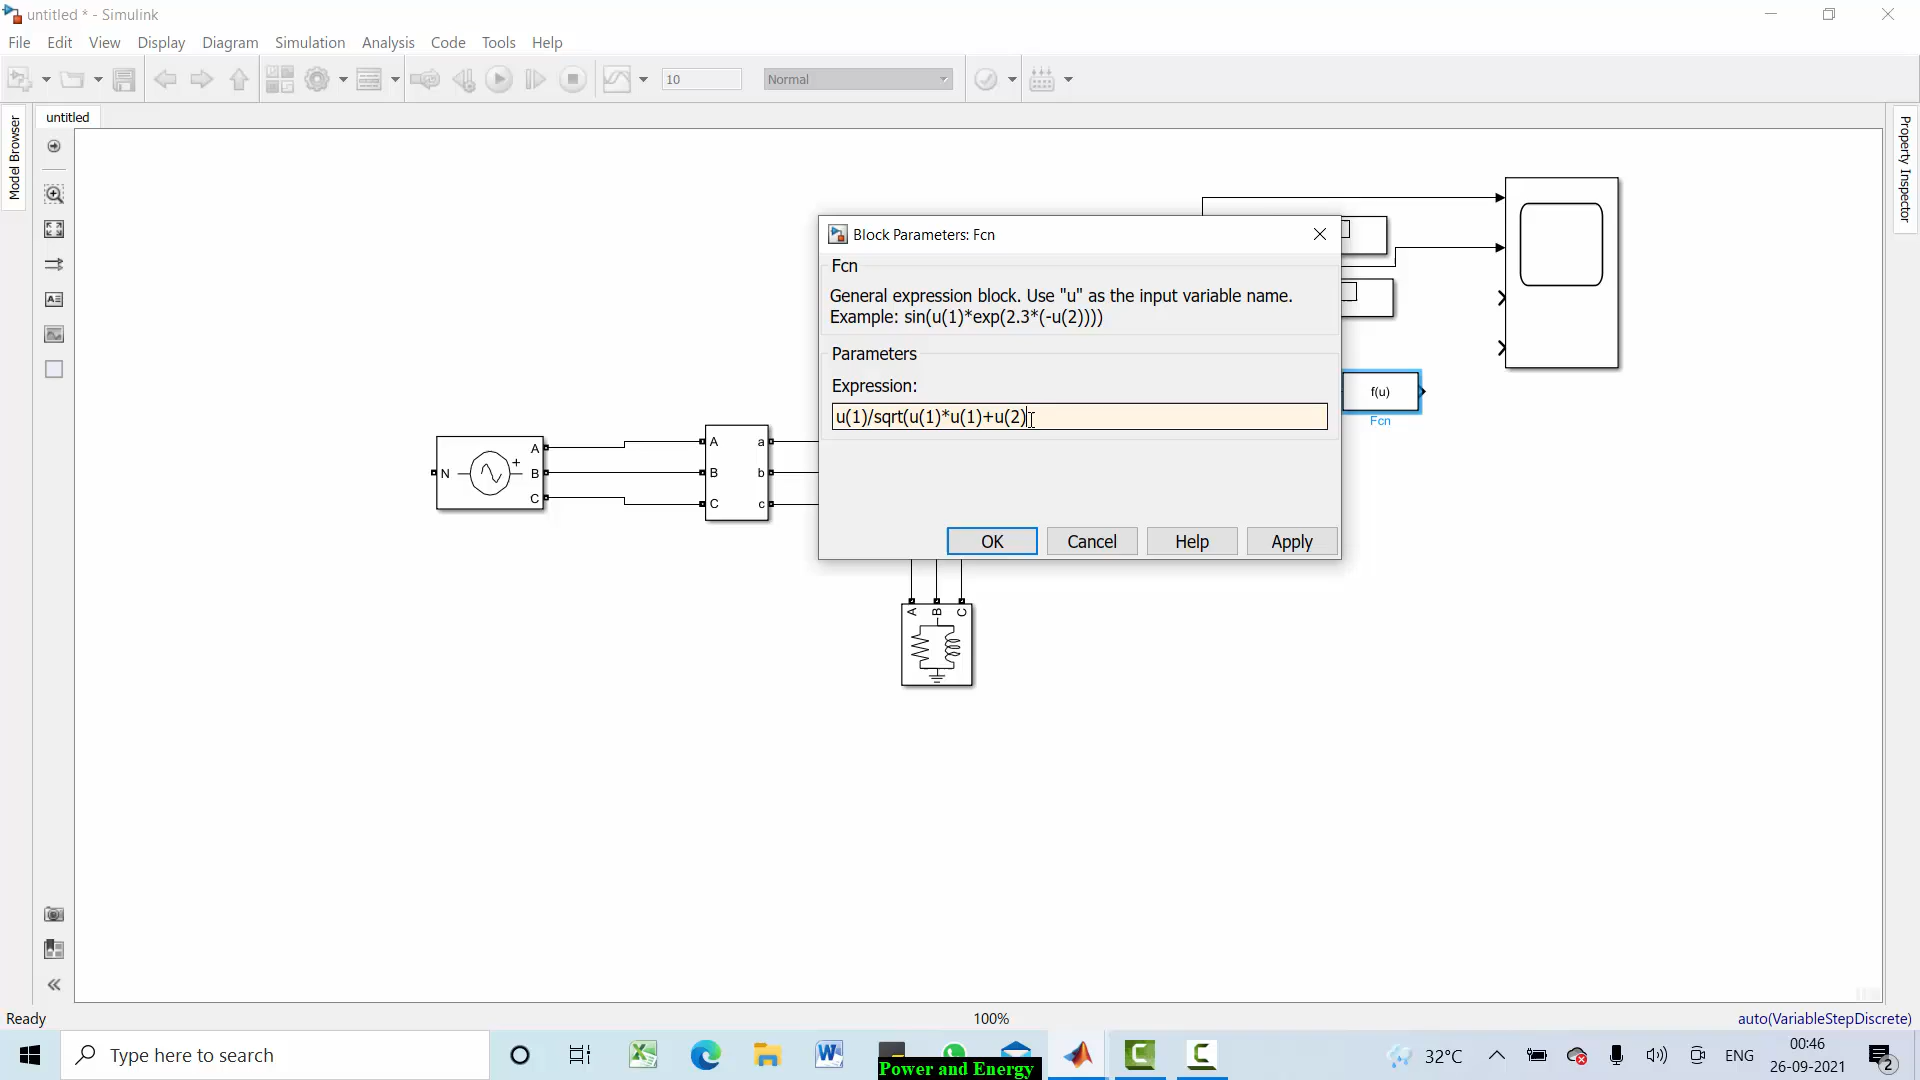 untitled * - Simulink
File Edit View Display Diagram Simulation Analysis Code Tools Help
10 Normal
untitled
Model Browser
Property Inspector
Block Parameters: Fcn
Fcn
General expression block. Use "u" as the input variable name.
Example: sin(u(1)*exp(2.3*(-u(2))))
Parameters
Expression:
u(1)/sqrt(u(1)*u(1)+u(2)
OK Cancel Help Apply
f(u)
Fcn
N + A
B
C
A a
B b
C c
A B C
Ready 100% auto(VariableStepDiscrete)
Type here to search
Power and Energy
32°C ENG
00:46
26-09-2021
2